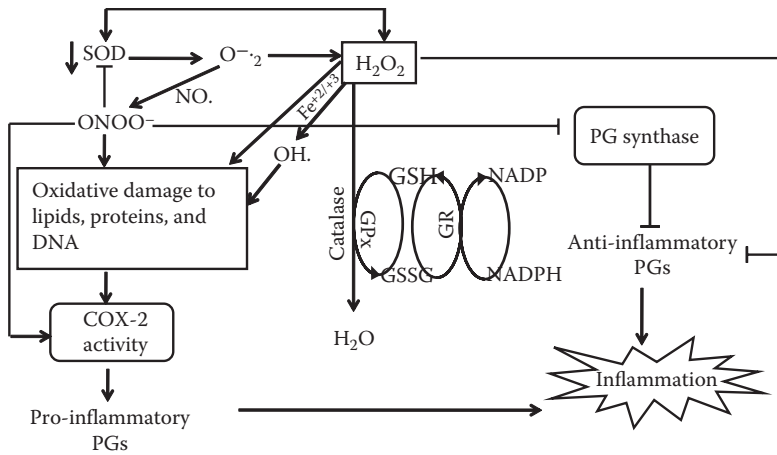 SOD
O⁻·₂
H₂O₂
NO.
Fe⁺²/⁺³
ONOO⁻
PG synthase
OH.
GSH
NADP
Oxidative damage to
lipids, proteins, and
DNA
Catalase
GPx
GR
Anti-inflammatory
PGs
GSSG
NADPH
COX-2
activity
H₂O
Inflammation
Pro-inflammatory
PGs